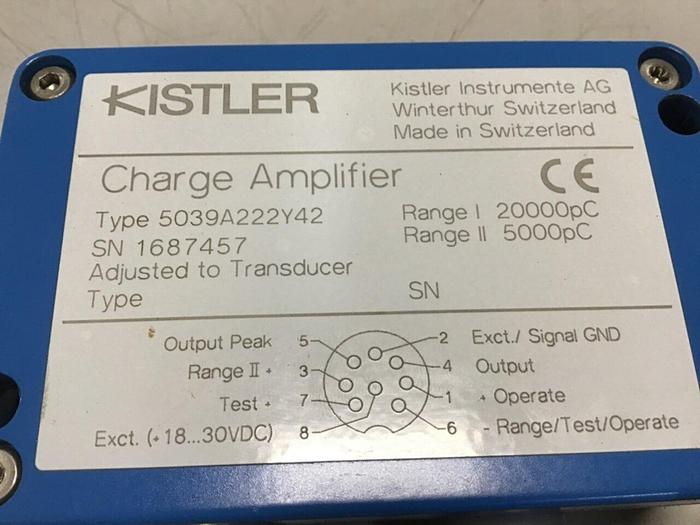 KISTLER
Kistler Instrumente AG
Winterthur Switzerland
Made in Switzerland
Charge Amplifier
CE
Type 5039A222Y42
Range I 20000pC
SN 1687457
Range II 5000pC
Adjusted to Transducer
Type
SN
Output Peak 5 2 Exct./ Signal GND
Range II + 3 4 Output
Test + 7 1 + Operate
Exct. (+18...30VDC) 8 6 - Range/Test/Operate